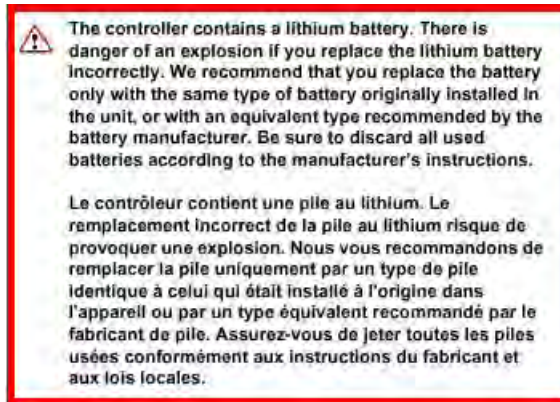 The controller contains a lithium battery. There is
danger of an explosion if you replace the lithium battery
incorrectly. We recommend that you replace the battery
only with the same type of battery originally installed in
the unit, or with an equivalent type recommended by the
battery manufacturer. Be sure to discard all used
batteries according to the manufacturer's instructions.
Le contrôleur contient une pile au lithium. Le
remplacement incorrect de la pile au lithium risque de
provoquer une explosion. Nous vous recommandons de
remplacer la pile uniquement par un type de pile
identique à celui qui était installé à l'origine dans
l'appareil ou par un type équivalent recommandé par le
fabricant de pile. Assurez-vous de jeter toutes les piles
usées conformément aux instructions du fabricant et
aux lois locales.